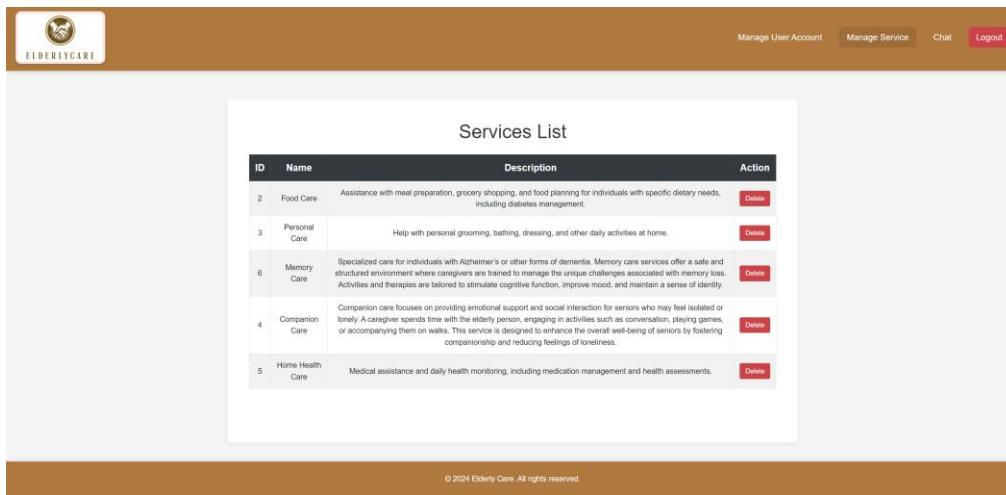 ELDERLYCARE
Manage User Account Manage Service Chat Logout
Services List
ID Name Description Action
2 Food Care Assistance with meal preparation, grocery shopping, and food planning for individuals with specific dietary needs,
including diabetes management. Delete
3 Personal Care Help with personal grooming, bathing, dressing, and other daily activities at home. Delete
6 Memory Care Specialized care for individuals with Alzheimer's or other forms of dementia. Memory care services offer a safe and
structured environment where caregivers are trained to manage the unique challenges associated with memory loss.
Activities and therapies are tailored to stimulate cognitive function, improve mood, and maintain a sense of identity. Delete
4 Companion Care Companion care focuses on providing emotional support and social interaction for seniors who may feel isolated or
lonely. A caregiver spends time with the elderly person, engaging in activities such as conversation, playing games,
or accompanying them on walks. This service is designed to enhance the overall well-being of seniors by fostering
companionship and reducing feelings of loneliness. Delete
5 Home Health Care Medical assistance and daily health monitoring, including medication management and health assessments. Delete
© 2024 Elderly Care. All rights reserved.